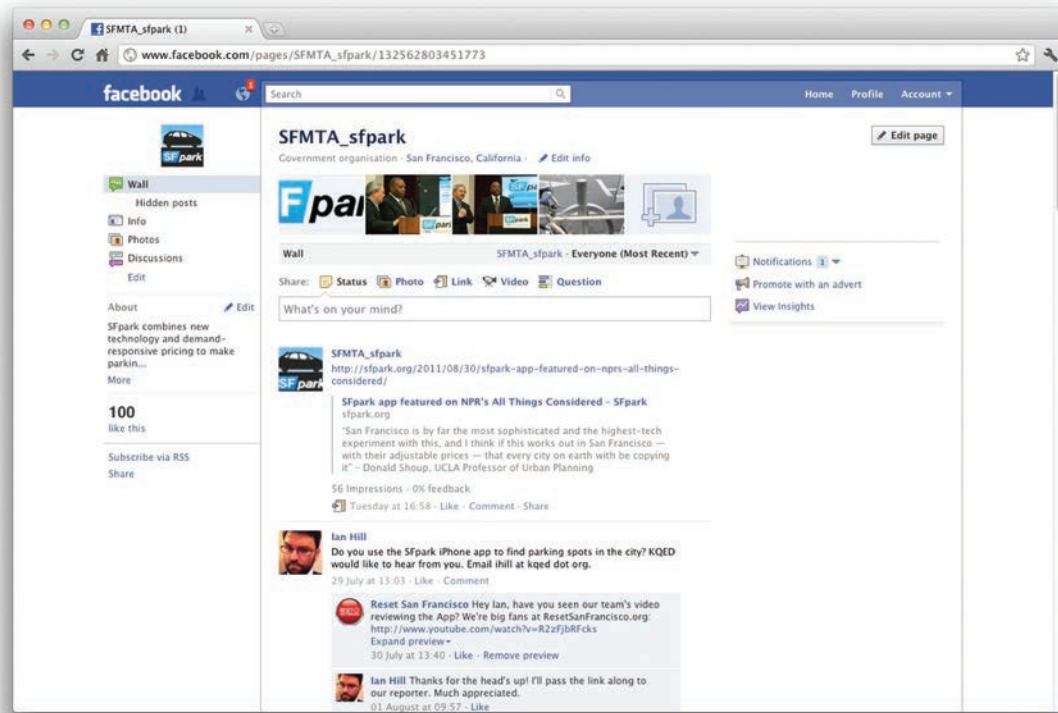 SFMTA_sfpark (1)
www.facebook.com/pages/SFMTA_sfpark/132562803451773
facebook
1
Search
Home Profile Account
SFpark
Wall
Hidden posts
Info
Photos
Discussions
Edit
About Edit
SFpark combines new
technology and demand-
responsive pricing to make
parkin...
More
100
like this
Subscribe via RSS
Share
SFMTA_sfpark
Government organisation · San Francisco, California · Edit info
Edit page
Fpar
Wall SFMTA_sfpark · Everyone (Most Recent)
Share: Status Photo Link Video Question
What's on your mind?
Notifications 1
Promote with an advert
View Insights
SFpark
SFMTA_sfpark
http://sfpark.org/2011/08/30/sfpark-app-featured-on-nprs-all-things-
considered/
SFpark app featured on NPR's All Things Considered – SFpark
sfpark.org
"San Francisco is by far the most sophisticated and the highest-tech
experiment with this, and I think if this works out in San Francisco —
with their adjustable prices — that every city on earth with be copying
it" – Donald Shoup, UCLA Professor of Urban Planning
56 Impressions · 0% feedback
Tuesday at 16:58 · Like · Comment · Share
Ian Hill
Do you use the SFpark iPhone app to find parking spots in the city? KQED
would like to hear from you. Email ihill at kqed dot org.
29 July at 13:03 · Like · Comment
Reset San Francisco Hey Ian, have you seen our team's video
reviewing the App? We're big fans at ResetSanFrancisco.org:
http://www.youtube.com/watch?v=R2zFjbRFcks
Expand preview
30 July at 13:40 · Like · Remove preview
Ian Hill Thanks for the head's up! I'll pass the link along to
our reporter. Much appreciated.
01 August at 09:57 · Like